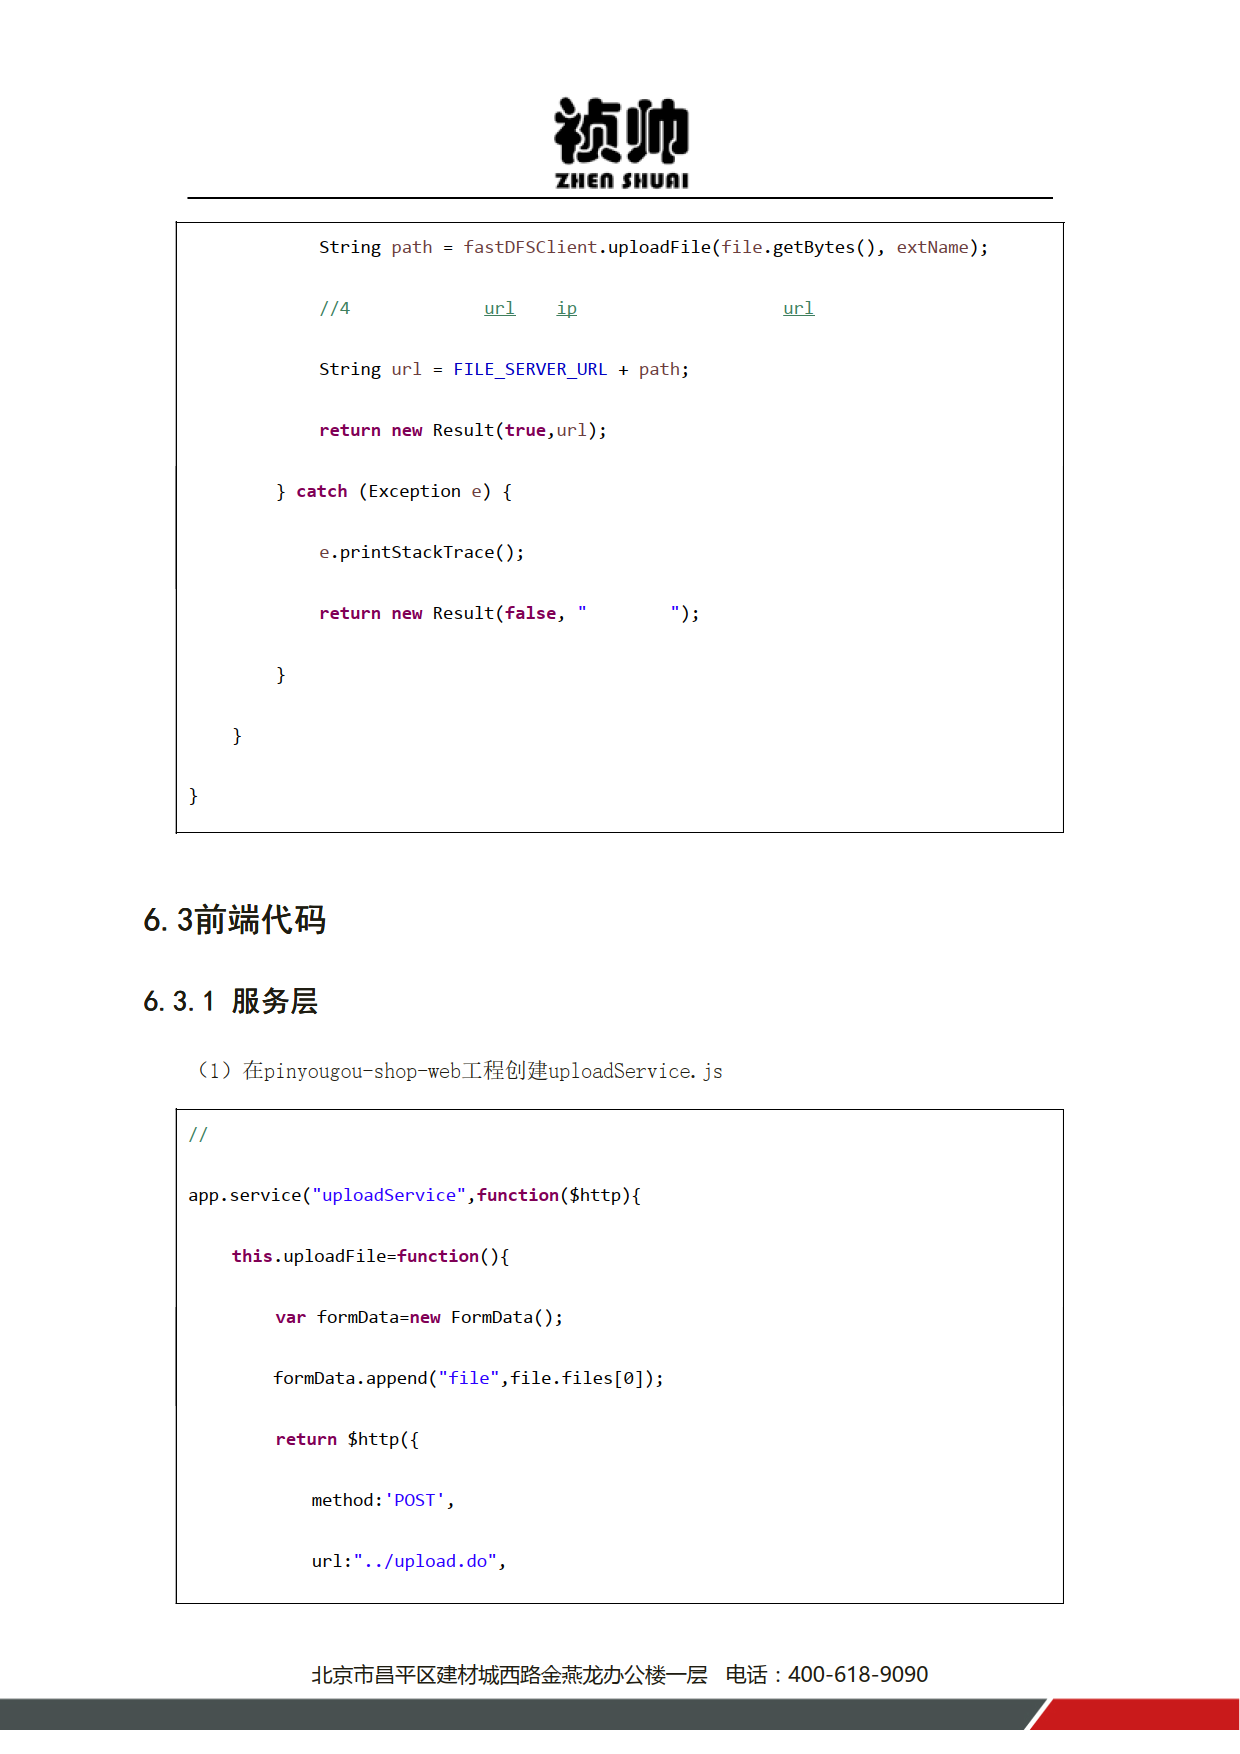 祯帅
ZHEN SHUAI
String path = fastDFSClient.uploadFile(file.getBytes(), extName);
//4 url ip url
String url = FILE_SERVER_URL + path;
return new Result(true,url);
} catch (Exception e) {
e.printStackTrace();
return new Result(false, " ");
}
}
}
6.3前端代码
6.3.1 服务层
（1）在pinyougou-shop-web工程创建uploadService.js
//
app.service("uploadService",function($http){
this.uploadFile=function(){
var formData=new FormData();
formData.append("file",file.files[0]);
return $http({
method:'POST',
url:"../upload.do",
北京市昌平区建材城西路金燕龙办公楼一层 电话：400-618-9090